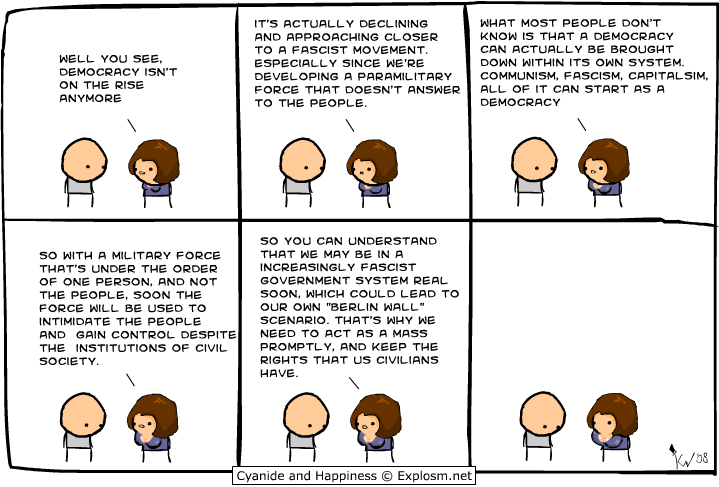 WELL YOU SEE,
DEMOCRACY ISN'T
ON THE RISE
ANYMORE
IT'S ACTUALLY DECLINING
AND APPROACHING CLOSER
TO A FASCIST MOVEMENT.
ESPECIALLY SINCE WE'RE
DEVELOPING A PARAMILITARY
FORCE THAT DOESN'T ANSWER
TO THE PEOPLE.
WHAT MOST PEOPLE DON'T
KNOW IS THAT A DEMOCRACY
CAN ACTUALLY BE BROUGHT
DOWN WITHIN ITS OWN SYSTEM.
COMMUNISM, FASCISM, CAPITALSIM,
ALL OF IT CAN START AS A
DEMOCRACY
SO WITH A MILITARY FORCE
THAT'S UNDER THE ORDER
OF ONE PERSON, AND NOT
THE PEOPLE, SOON THE
FORCE WILL BE USED TO
INTIMIDATE THE PEOPLE
AND GAIN CONTROL DESPITE
THE INSTITUTIONS OF CIVIL
SOCIETY.
SO YOU CAN UNDERSTAND
THAT WE MAY BE IN A
INCREASINGLY FASCIST
GOVERNMENT SYSTEM REAL
SOON, WHICH COULD LEAD TO
OUR OWN "BERLIN WALL"
SCENARIO. THAT'S WHY WE
NEED TO ACT AS A MASS
PROMPTLY, AND KEEP THE
RIGHTS THAT US CIVILIANS
HAVE.
KW '08
Cyanide and Happiness © Explosm.net